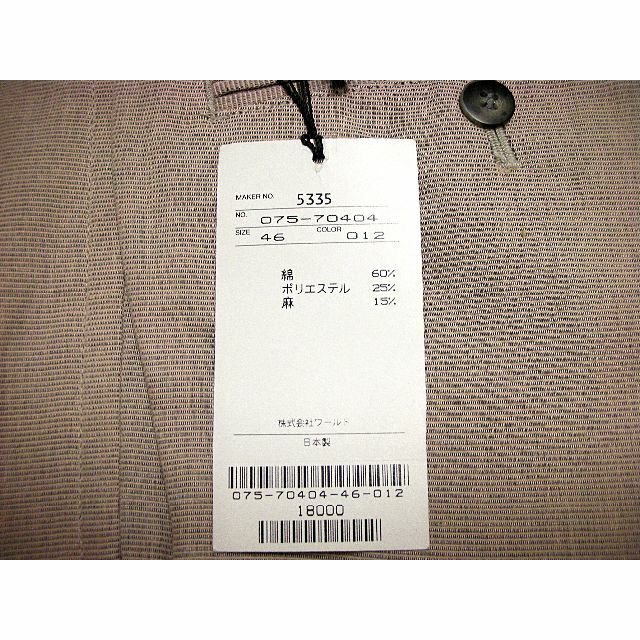 MAKER NO. 5335
NO. 075-70404
SIZE 46 COLOR 012
綿 60%
ポリエステル 25%
麻 15%
株式会社ワールド
日本製
075-70404-46-012
18000